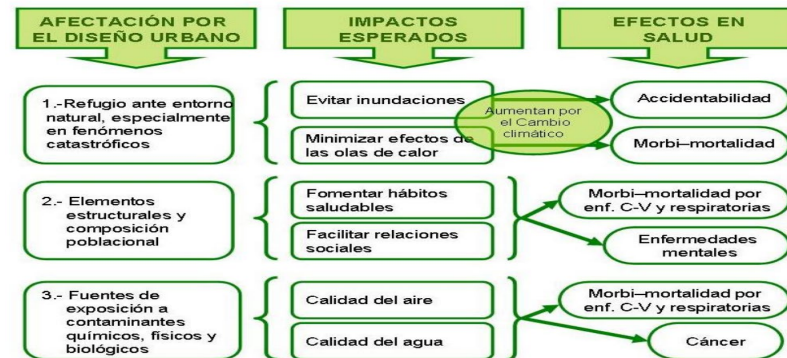 AFECTACIÓN POR
EL DISEÑO URBANO
IMPACTOS
ESPERADOS
EFECTOS EN
SALUD
1.-Refugio ante entorno
natural, especialmente
en fenómenos
catastróficos
Evitar inundaciones
Minimizar efectos de
las olas de calor
Aumentan por
el Cambio
climático
Accidentabilidad
Morbi–mortalidad
2.- Elementos
estructurales y
composición
poblacional
Fomentar hábitos
saludables
Facilitar relaciones
sociales
Morbi–mortalidad por
enf. C-V y respiratorias
Enfermedades
mentales
3.- Fuentes de
exposición a
contaminantes
químicos, físicos y
biológicos
Calidad del aire
Calidad del agua
Morbi–mortalidad por
enf. C-V y respiratorias
Cáncer